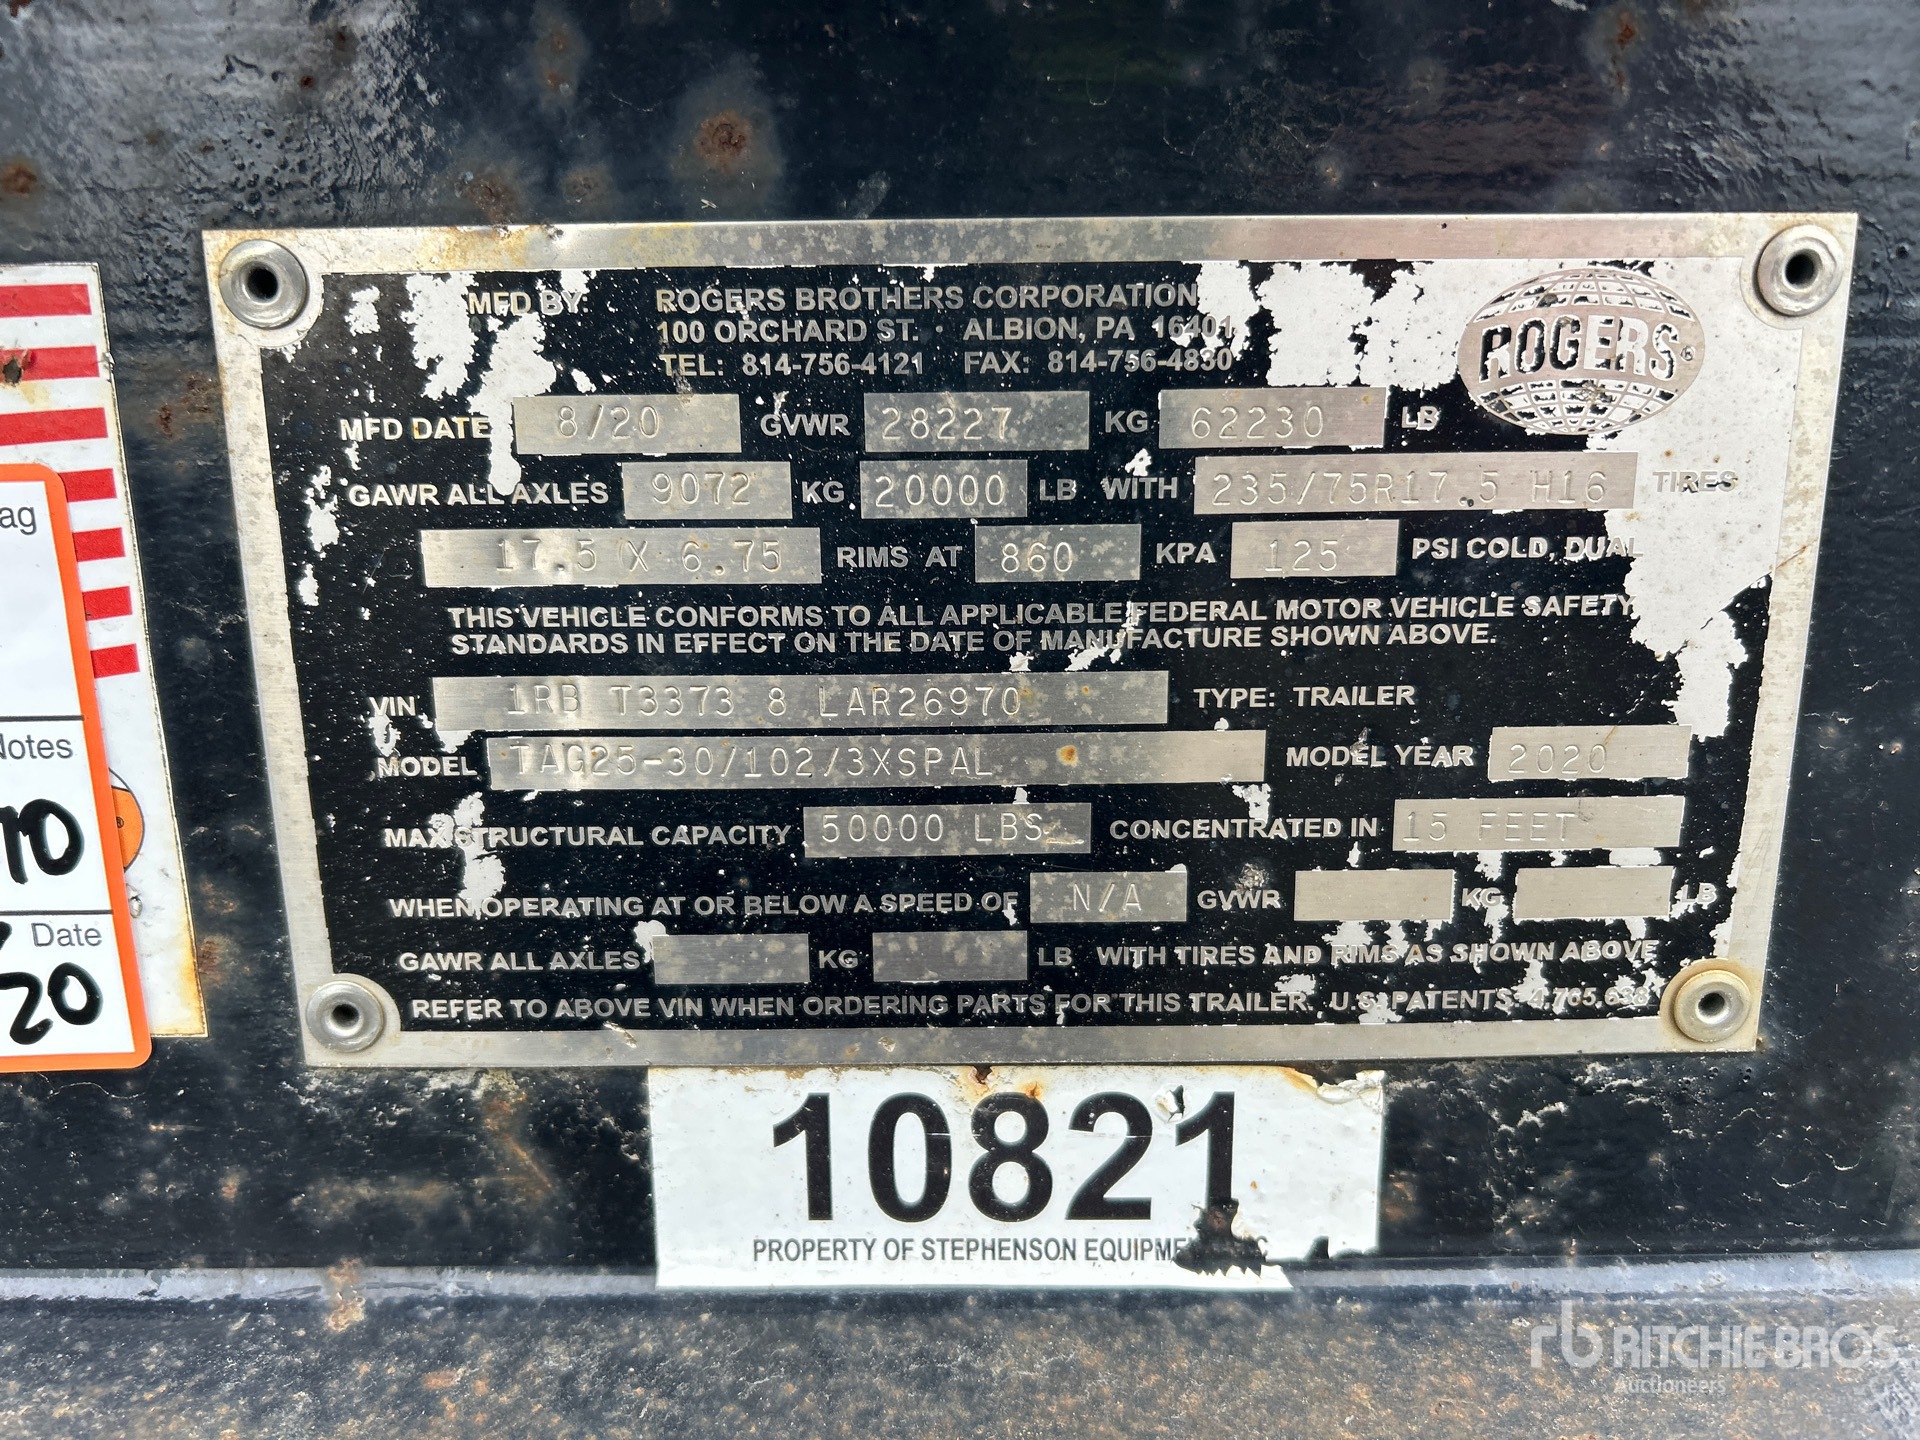 MFD BY: ROGERS BROTHERS CORPORATION
100 ORCHARD ST. · ALBION, PA 16401
TEL: 814-756-4121 FAX: 814-756-4830
ROGERS®
MFD DATE 8/20 GVWR 28227 KG 62230 LB
GAWR ALL AXLES 9072 KG 20000 LB WITH 235/75R17.5 H16 TIRES
17.5 X 6.75 RIMS AT 860 KPA 125 PSI COLD, DUAL
THIS VEHICLE CONFORMS TO ALL APPLICABLE FEDERAL MOTOR VEHICLE SAFETY
STANDARDS IN EFFECT ON THE DATE OF MANUFACTURE SHOWN ABOVE.
VIN 1RB T3373 8 LAR26970 TYPE: TRAILER
MODEL TAG25-30/102/3XSPAL MODEL YEAR 2020
MAX STRUCTURAL CAPACITY 50000 LBS CONCENTRATED IN 15 FEET
WHEN OPERATING AT OR BELOW A SPEED OF N/A GVWR KG LB
GAWR ALL AXLES KG LB WITH TIRES AND RIMS AS SHOWN ABOVE
REFER TO ABOVE VIN WHEN ORDERING PARTS FOR THIS TRAILER. U.S. PATENTS
10821
PROPERTY OF STEPHENSON
ag
Notes
70
Date
20
rb RITCHIE BROS
Auctioneers